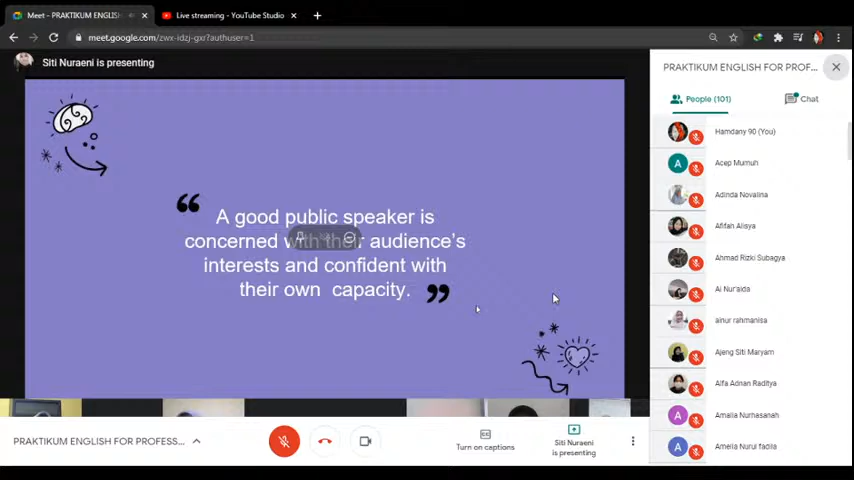 Meet - PRAKTIKUM ENGLISH
Live streaming - YouTube Studio
meet.google.com/zwx-idzj-gxr?authuser=1
Siti Nuraeni is presenting
PRAKTIKUM ENGLISH FOR PROF...
People (101)
Chat
Hamdany 90 (You)
A
Acep Mumuh
Adinda Novalina
Afifah Alisya
Ahmad Rizki Subagya
Ai Nur'aida
ainur rahmanisa
Ajeng Siti Maryam
Alfa Adnan Raditya
A
Amalia Nurhasanah
A
Amelia Nurul fadila
“ A good public speaker is
concerned with their audience's
interests and confident with
their own capacity. ”
PRAKTIKUM ENGLISH FOR PROFESS...
Turn on captions
Siti Nuraeni
is presenting